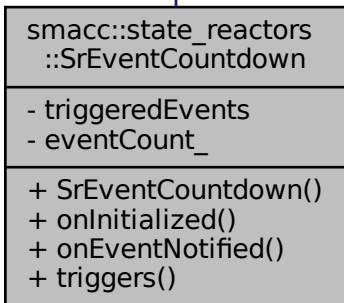 smacc::state_reactors
::SrEventCountdown
- triggeredEvents
- eventCount_
+ SrEventCountdown()
+ onInitialized()
+ onEventNotified()
+ triggers()